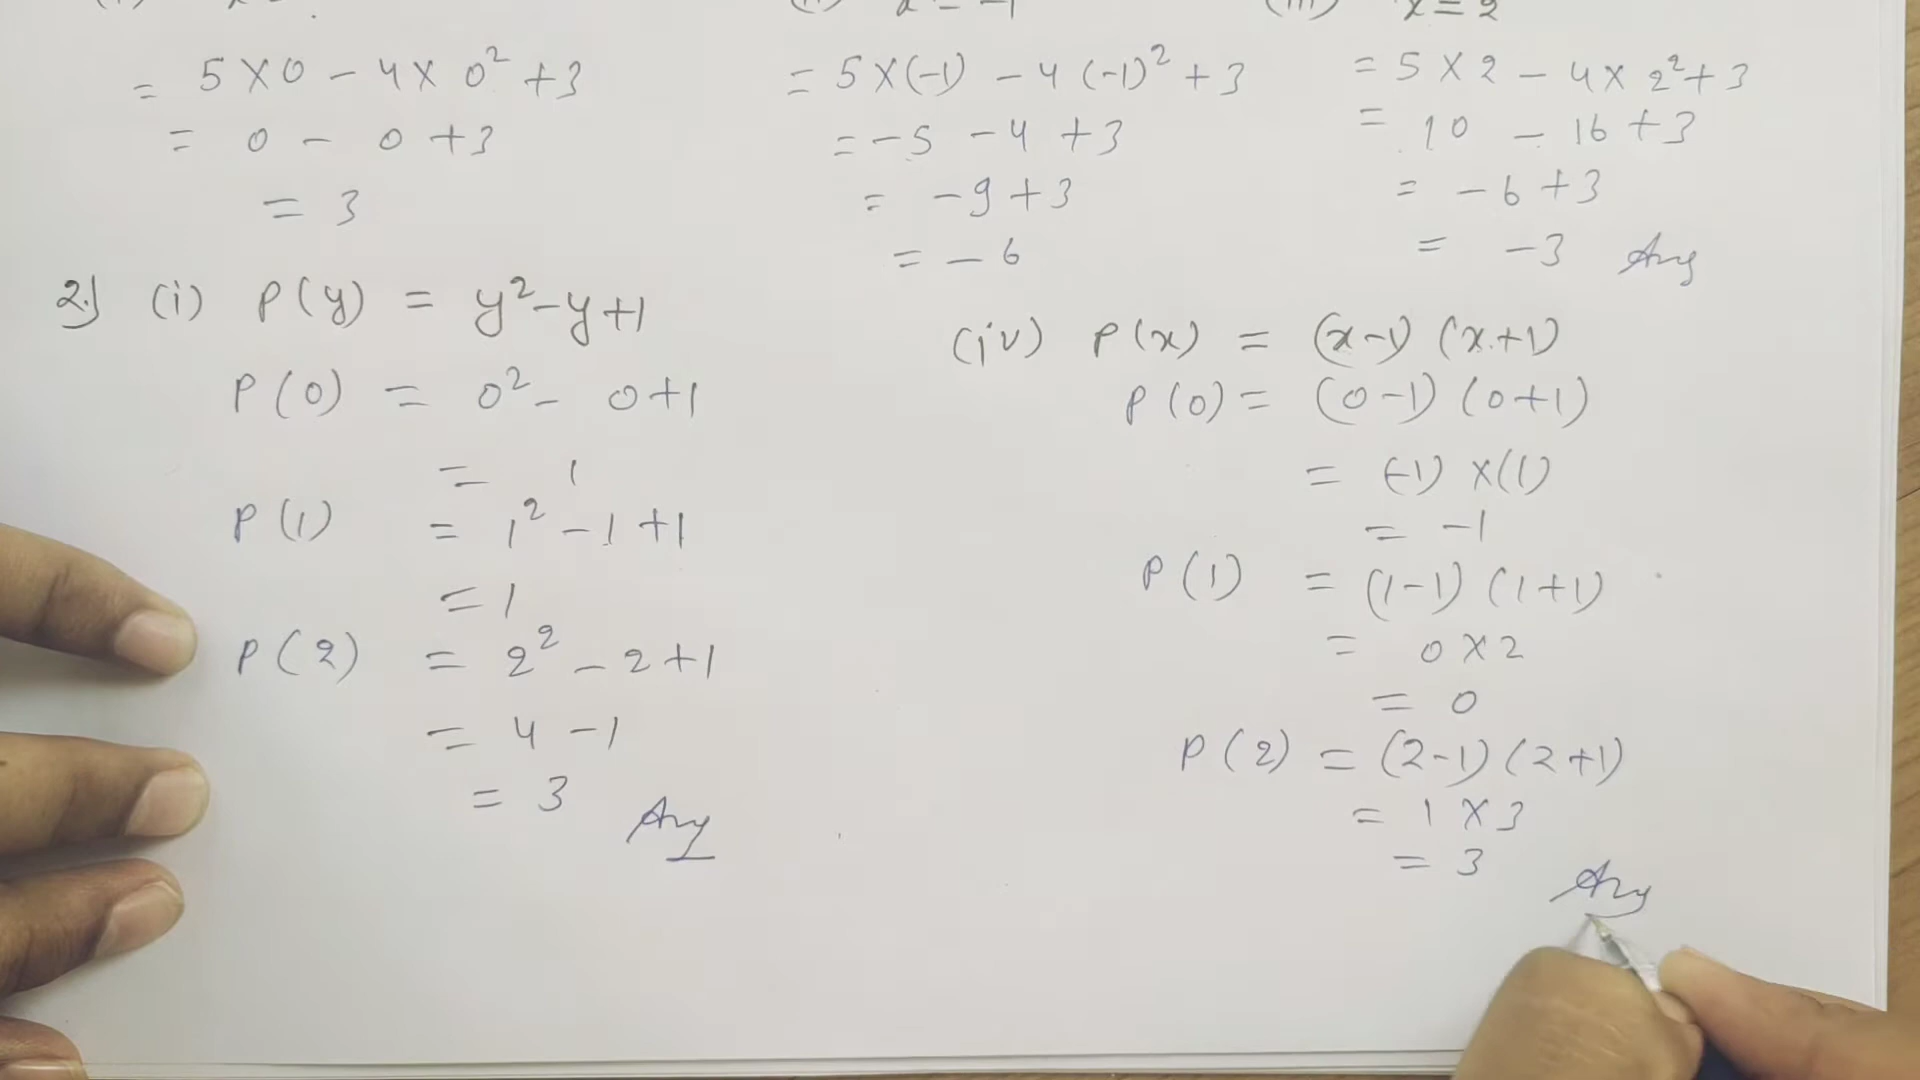 (ii) x = -1
(iii) x = 2
= 5 × 0 - 4 × 0² + 3
= 0 - 0 + 3
= 3
= 5 × (-1) - 4 (-1)² + 3
= -5 - 4 + 3
= -9 + 3
= -6
= 5 × 2 - 4 × 2² + 3
= 10 - 16 + 3
= -6 + 3
= -3 Ans
2.) (i) P(y) = y² - y + 1
P(0) = 0² - 0 + 1
= 1
P(1) = 1² - 1 + 1
= 1
P(2) = 2² - 2 + 1
= 4 - 1
= 3 Ans
(iv) P(x) = (x-1) (x+1)
P(0) = (0-1) (0+1)
= (-1) × (1)
= -1
P(1) = (1-1) (1+1)
= 0 × 2
= 0
P(2) = (2-1) (2+1)
= 1 × 3
= 3 Ans